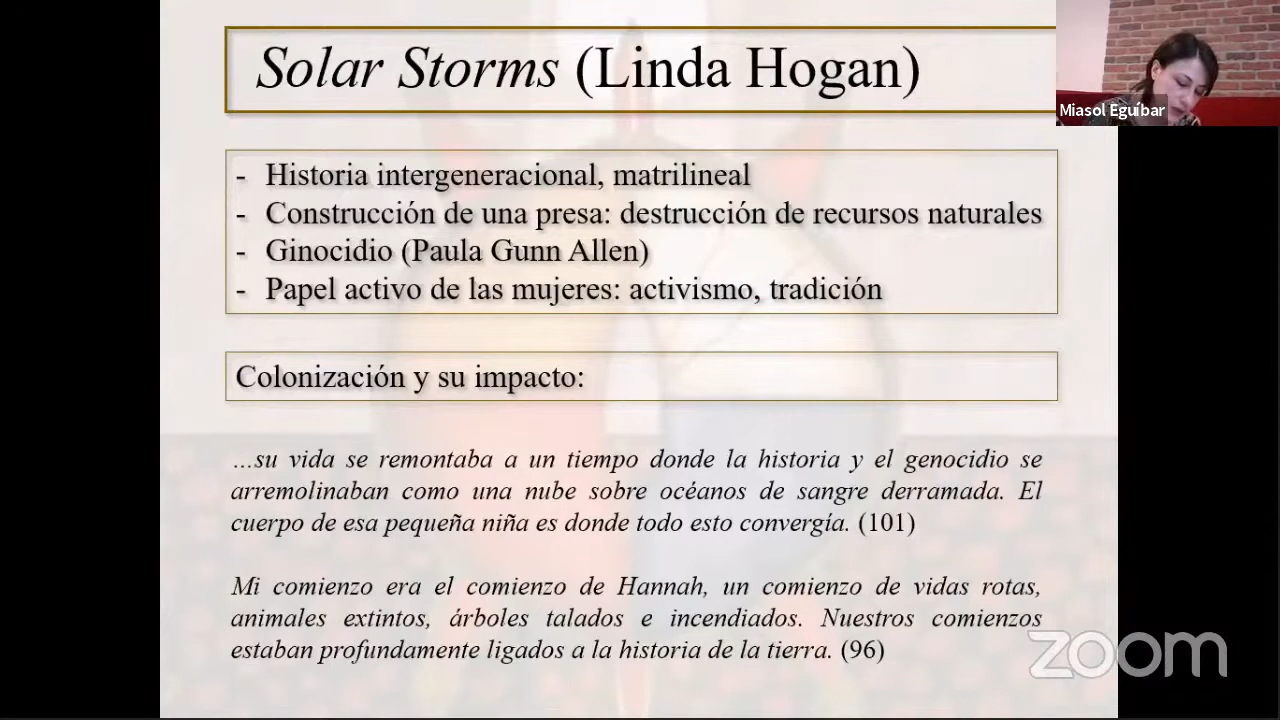 Solar Storms (Linda Hogan)
Miasol Eguíbar
- Historia intergeneracional, matrilineal
- Construcción de una presa: destrucción de recursos naturales
- Ginocidio (Paula Gunn Allen)
- Papel activo de las mujeres: activismo, tradición
Colonización y su impacto:
...su vida se remontaba a un tiempo donde la historia y el genocidio se
arremolinaban como una nube sobre océanos de sangre derramada. El
cuerpo de esa pequeña niña es donde todo esto convergía. (101)
Mi comienzo era el comienzo de Hannah, un comienzo de vidas rotas,
animales extintos, árboles talados e incendiados. Nuestros comienzos
estaban profundamente ligados a la historia de la tierra. (96)
zoom